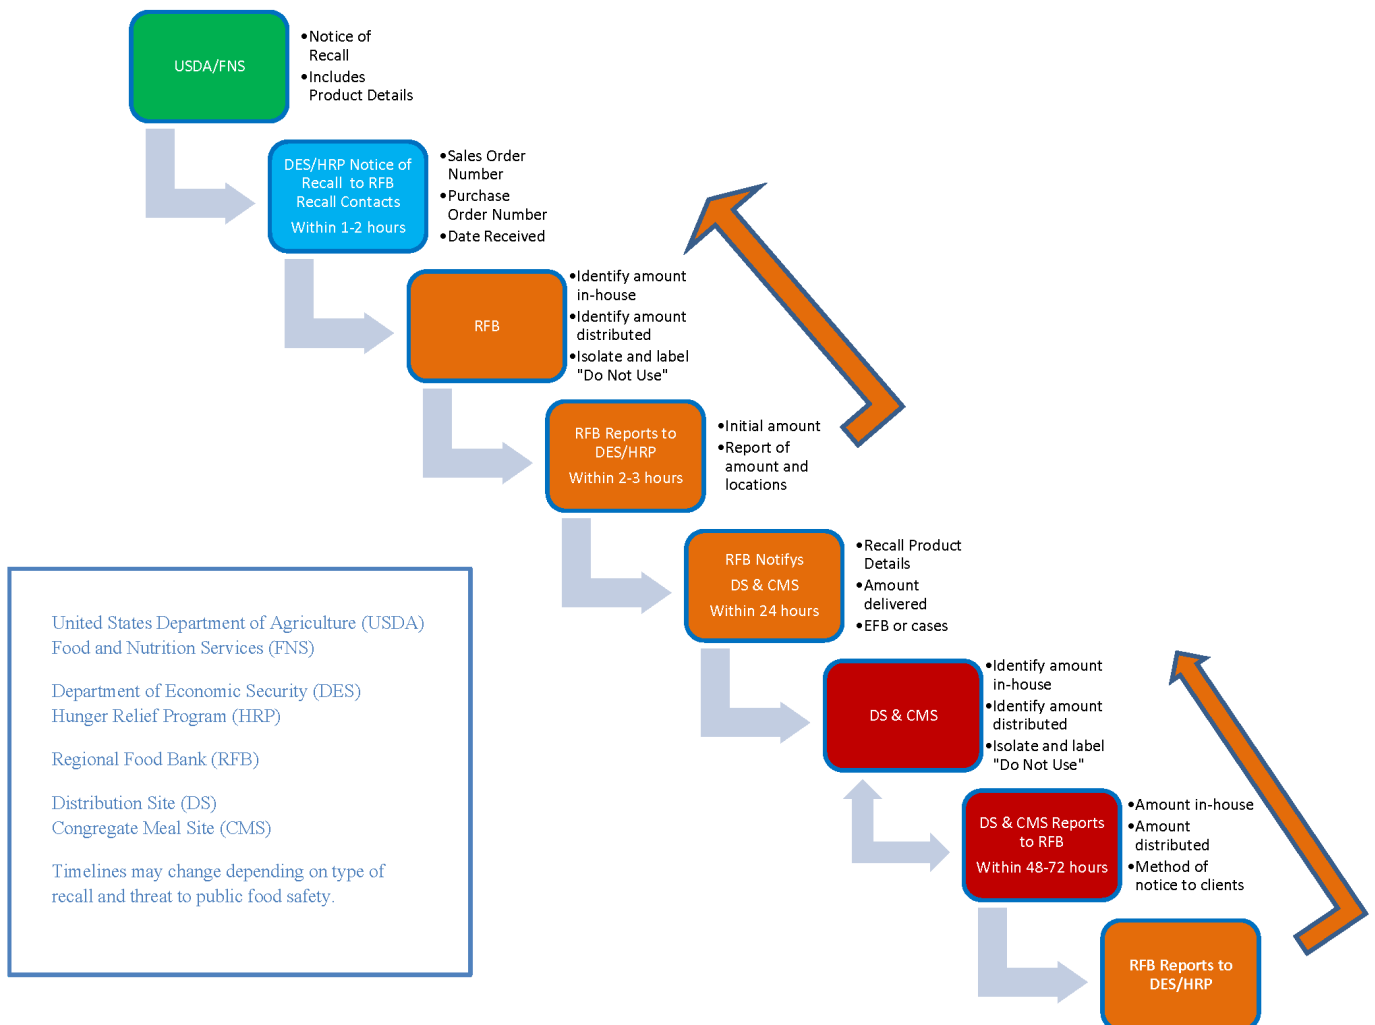 USDA/FNS
•Notice of
Recall
•Includes
Product Details
DES/HRP Notice of
Recall to RFB
Recall Contacts
Within 1-2 hours
•Sales Order
Number
•Purchase
Order Number
•Date Received
RFB
•Identify amount
in-house
•Identify amount
distributed
•Isolate and label
"Do Not Use"
RFB Reports to
DES/HRP
Within 2-3 hours
•Initial amount
•Report of
amount and
locations
RFB Notifys
DS & CMS
Within 24 hours
•Recall Product
Details
•Amount
delivered
•EFB or cases
DS & CMS
•Identify amount
in-house
•Identify amount
distributed
•Isolate and label
"Do Not Use"
DS & CMS Reports
to RFB
Within 48-72 hours
•Amount in-house
•Amount
distributed
•Method of
notice to clients
RFB Reports to
DES/HRP
United States Department of Agriculture (USDA)
Food and Nutrition Services (FNS)
Department of Economic Security (DES)
Hunger Relief Program (HRP)
Regional Food Bank (RFB)
Distribution Site (DS)
Congregate Meal Site (CMS)
Timelines may change depending on type of
recall and threat to public food safety.